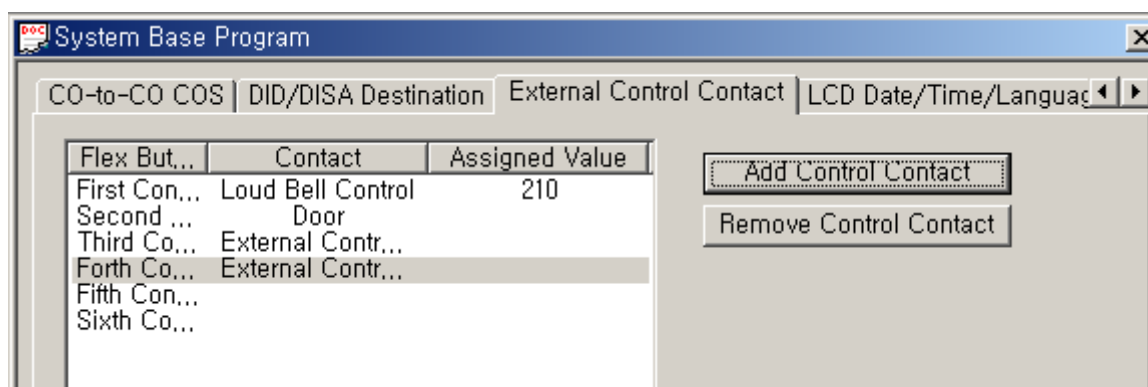 DOC System Base Program
CO-to-CO COS DID/DISA Destination External Control Contact LCD Date/Time/Languag
Flex But... Contact Assigned Value
First Con... Loud Bell Control 210
Second ... Door
Third Co... External Contr...
Forth Co... External Contr...
Fifth Con...
Sixth Co...
Add Control Contact
Remove Control Contact